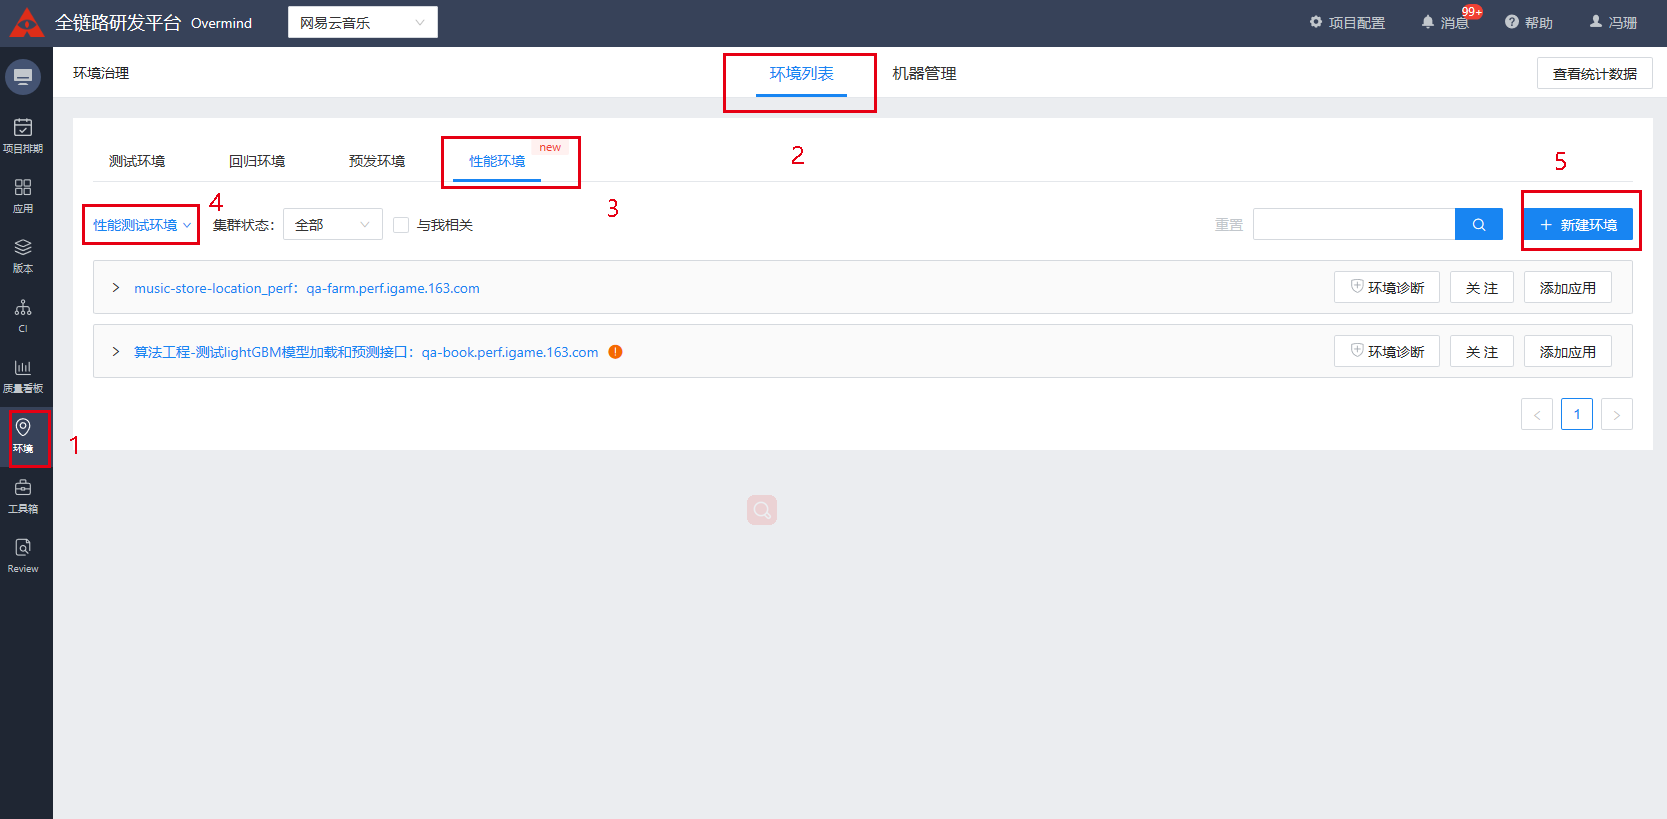 全链路研发平台 Overmind 网易云音乐 项目配置 消息 99+ 帮助 冯珊
环境治理 环境列表 机器管理 查看统计数据
项目排期
应用
版本
CI
质量看板
环境
工具箱
Review
1
2
测试环境 回归环境 预发环境 性能环境 new
3
4
5
性能测试环境 集群状态: 全部 与我相关 重置 + 新建环境
music-store-location_perf: qa-farm.perf.igame.163.com 环境诊断 关 注 添加应用
算法工程-测试lightGBM模型加载和预测接口: qa-book.perf.igame.163.com 环境诊断 关 注 添加应用
< 1 >